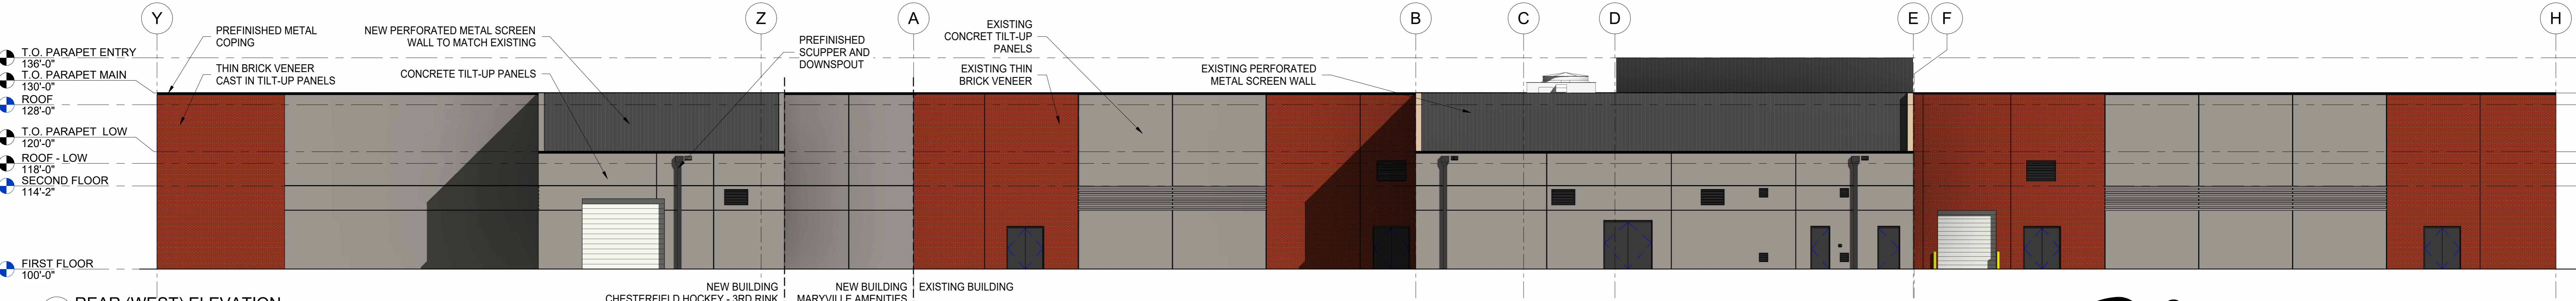 Y
Z
A
B
C
D
E
F
H
T.O. PARAPET ENTRY
136'-0"
T.O. PARAPET MAIN
130'-0"
ROOF
128'-0"
T.O. PARAPET LOW
120'-0"
ROOF - LOW
118'-0"
SECOND FLOOR
114'-2"
FIRST FLOOR
100'-0"
PREFINISHED METAL
COPING
THIN BRICK VENEER
CAST IN TILT-UP PANELS
NEW PERFORATED METAL SCREEN
WALL TO MATCH EXISTING
CONCRETE TILT-UP PANELS
PREFINISHED
SCUPPER AND
DOWNSPOUT
EXISTING
CONCRET TILT-UP
PANELS
EXISTING THIN
BRICK VENEER
EXISTING PERFORATED
METAL SCREEN WALL
NEW BUILDING
CHESTERFIELD HOCKEY - 3RD RINK
NEW BUILDING
MARYVILLE AMENITIES
EXISTING BUILDING
REAR (WEST) ELEVATION